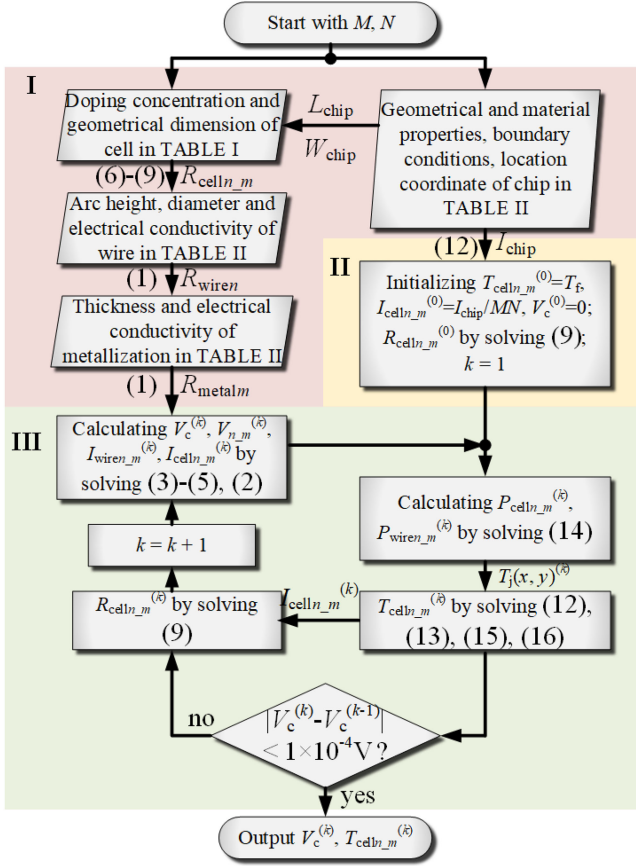 Start with M, N
I
Doping concentration and
geometrical dimension of
cell in TABLE I
L_chip
W_chip
Geometrical and material
properties, boundary
conditions, location
coordinate of chip in
TABLE II
(6)-(9) R_celln_m
Arc height, diameter and
electrical conductivity of
wire in TABLE II
(12) I_chip
II
(1) R_wiren
Initializing T_celln_m^(0)=T_f,
I_celln_m^(0)=I_chip/MN, V_c^(0)=0;
R_celln_m^(0) by solving (9);
k = 1
Thickness and electrical
conductivity of
metallization in TABLE II
(1) R_metalm
III
Calculating V_c^(k), V_n_m^(k),
I_wiren_m^(k), I_celln_m^(k) by
solving (3)-(5), (2)
Calculating P_celln_m^(k),
P_wiren_m^(k) by solving (14)
k = k + 1
T_j(x, y)^(k)
R_celln_m^(k) by solving
(9)
I_celln_m^(k)
T_celln_m^(k) by solving (12),
(13), (15), (16)
no
|V_c^(k)-V_c^(k-1)|
< 1×10^-4V?
yes
Output V_c^(k), T_celln_m^(k)